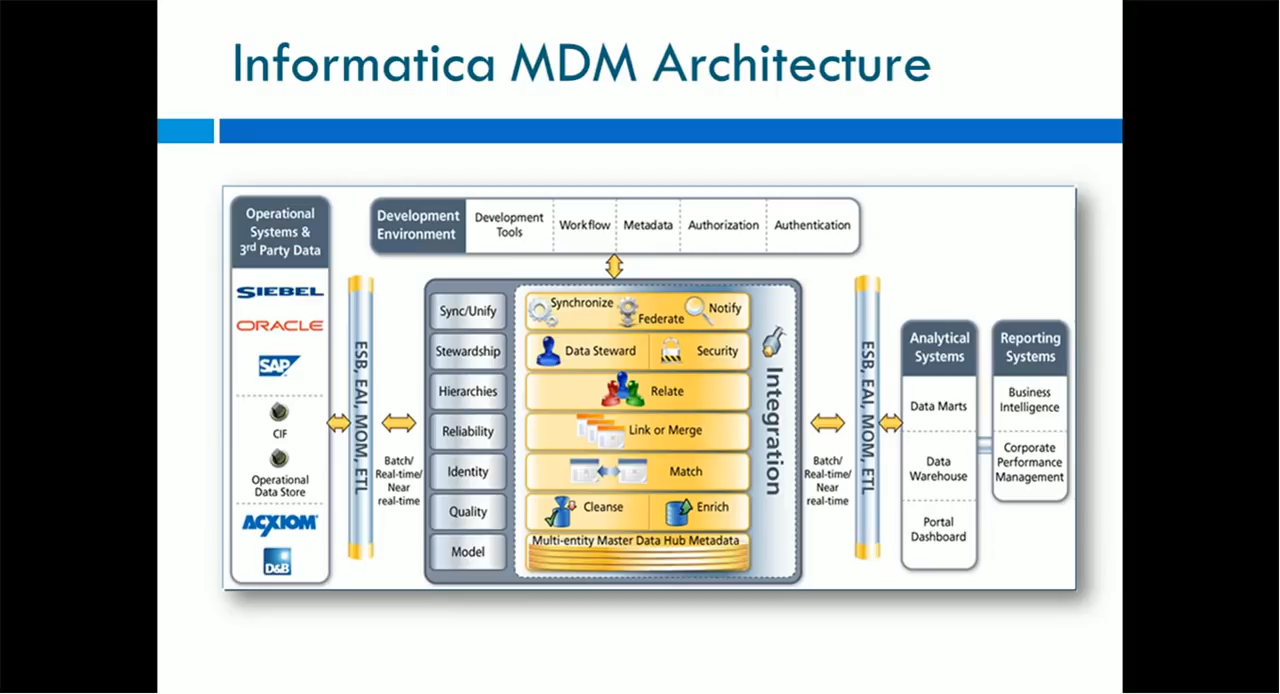 Informatica MDM Architecture
Operational
Systems &
3rd Party Data
SIEBEL
ORACLE
SAP
CIF
Operational
Data Store
ACXIOM
D&B
ESB, EAI, MOM, ETL
Batch/
Real-time/
Near
real-time
Development
Environment
Development
Tools
Workflow
Metadata
Authorization
Authentication
Sync/Unify
Synchronize
Federate
Notify
Stewardship
Data Steward
Security
Hierarchies
Relate
Reliability
Link or Merge
Identity
Match
Quality
Cleanse
Enrich
Model
Multi-entity Master Data Hub Metadata
Integration
Batch/
Real-time/
Near
real-time
ESB, EAI, MOM, ETL
Analytical
Systems
Data Marts
Data
Warehouse
Portal
Dashboard
Reporting
Systems
Business
Intelligence
Corporate
Performance
Management